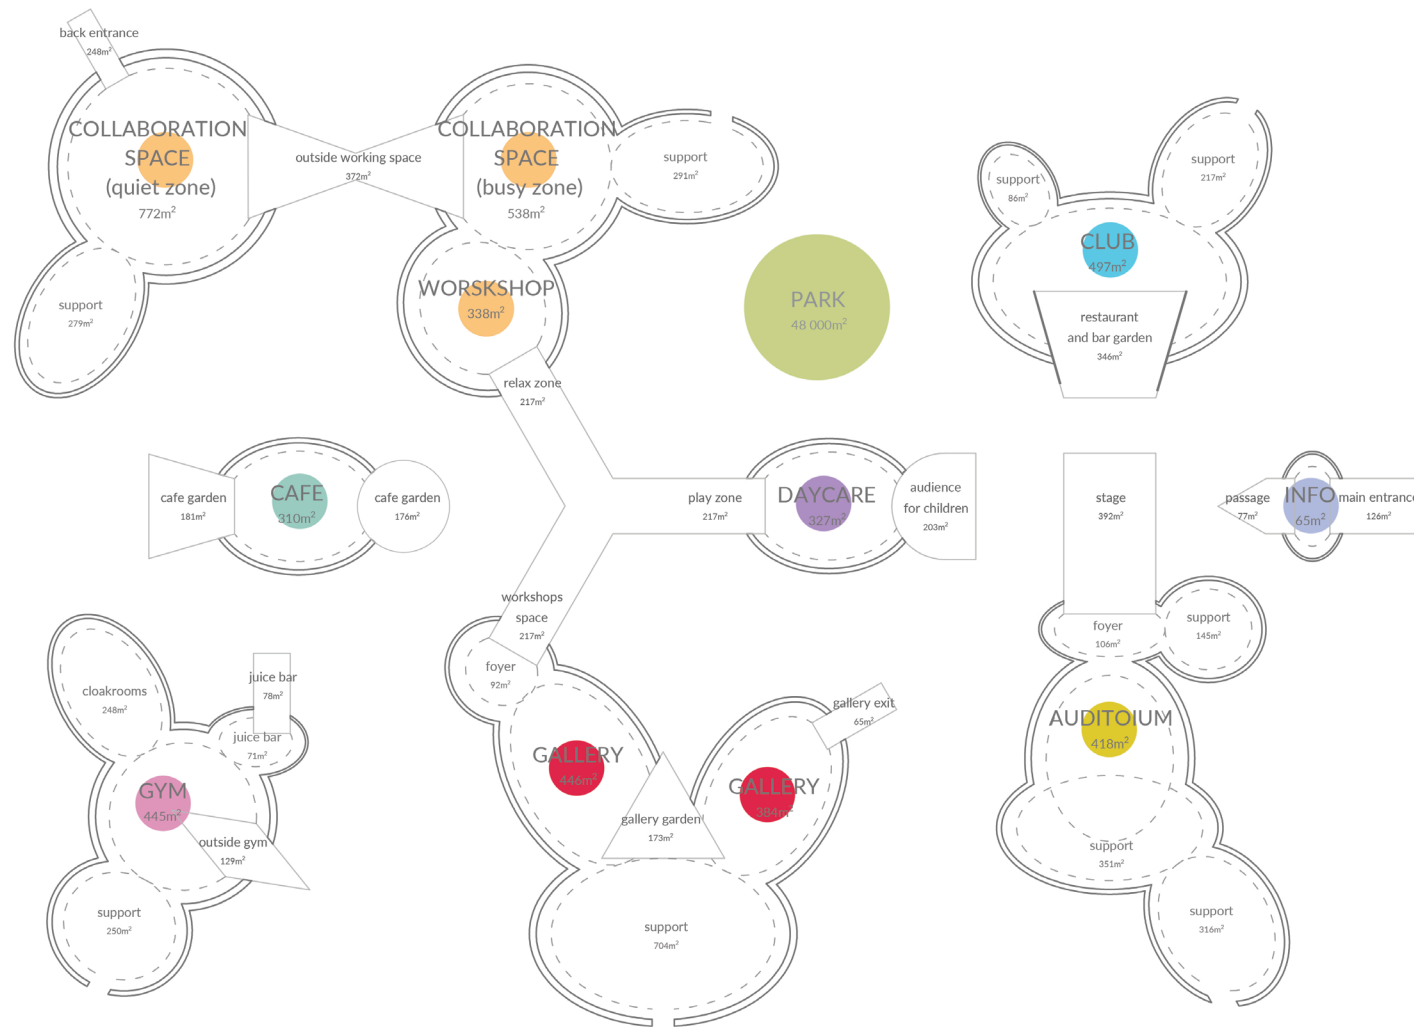 back entrance
248m²
COLLABORATION
SPACE
(quiet zone)
772m²
outside working space
372m²
COLLABORATION
SPACE
(busy zone)
538m²
support
291m²
support
279m²
WORSKSHOP
338m²
relax zone
217m²
PARK
48 000m²
support
86m²
support
217m²
CLUB
497m²
restaurant
and bar garden
346m²
cafe garden
181m²
CAFE
310m²
cafe garden
176m²
play zone
217m²
DAYCARE
327m²
audience
for children
203m²
stage
392m²
passage
77m²
INFO
65m²
main entrance
126m²
workshops
space
217m²
foyer
92m²
foyer
106m²
support
145m²
cloakrooms
248m²
juice bar
78m²
juice bar
71m²
GYM
445m²
outside gym
129m²
support
250m²
GALLERY
446m²
gallery exit
65m²
GALLERY
384m²
gallery garden
173m²
support
704m²
AUDITOIUM
418m²
support
351m²
support
316m²